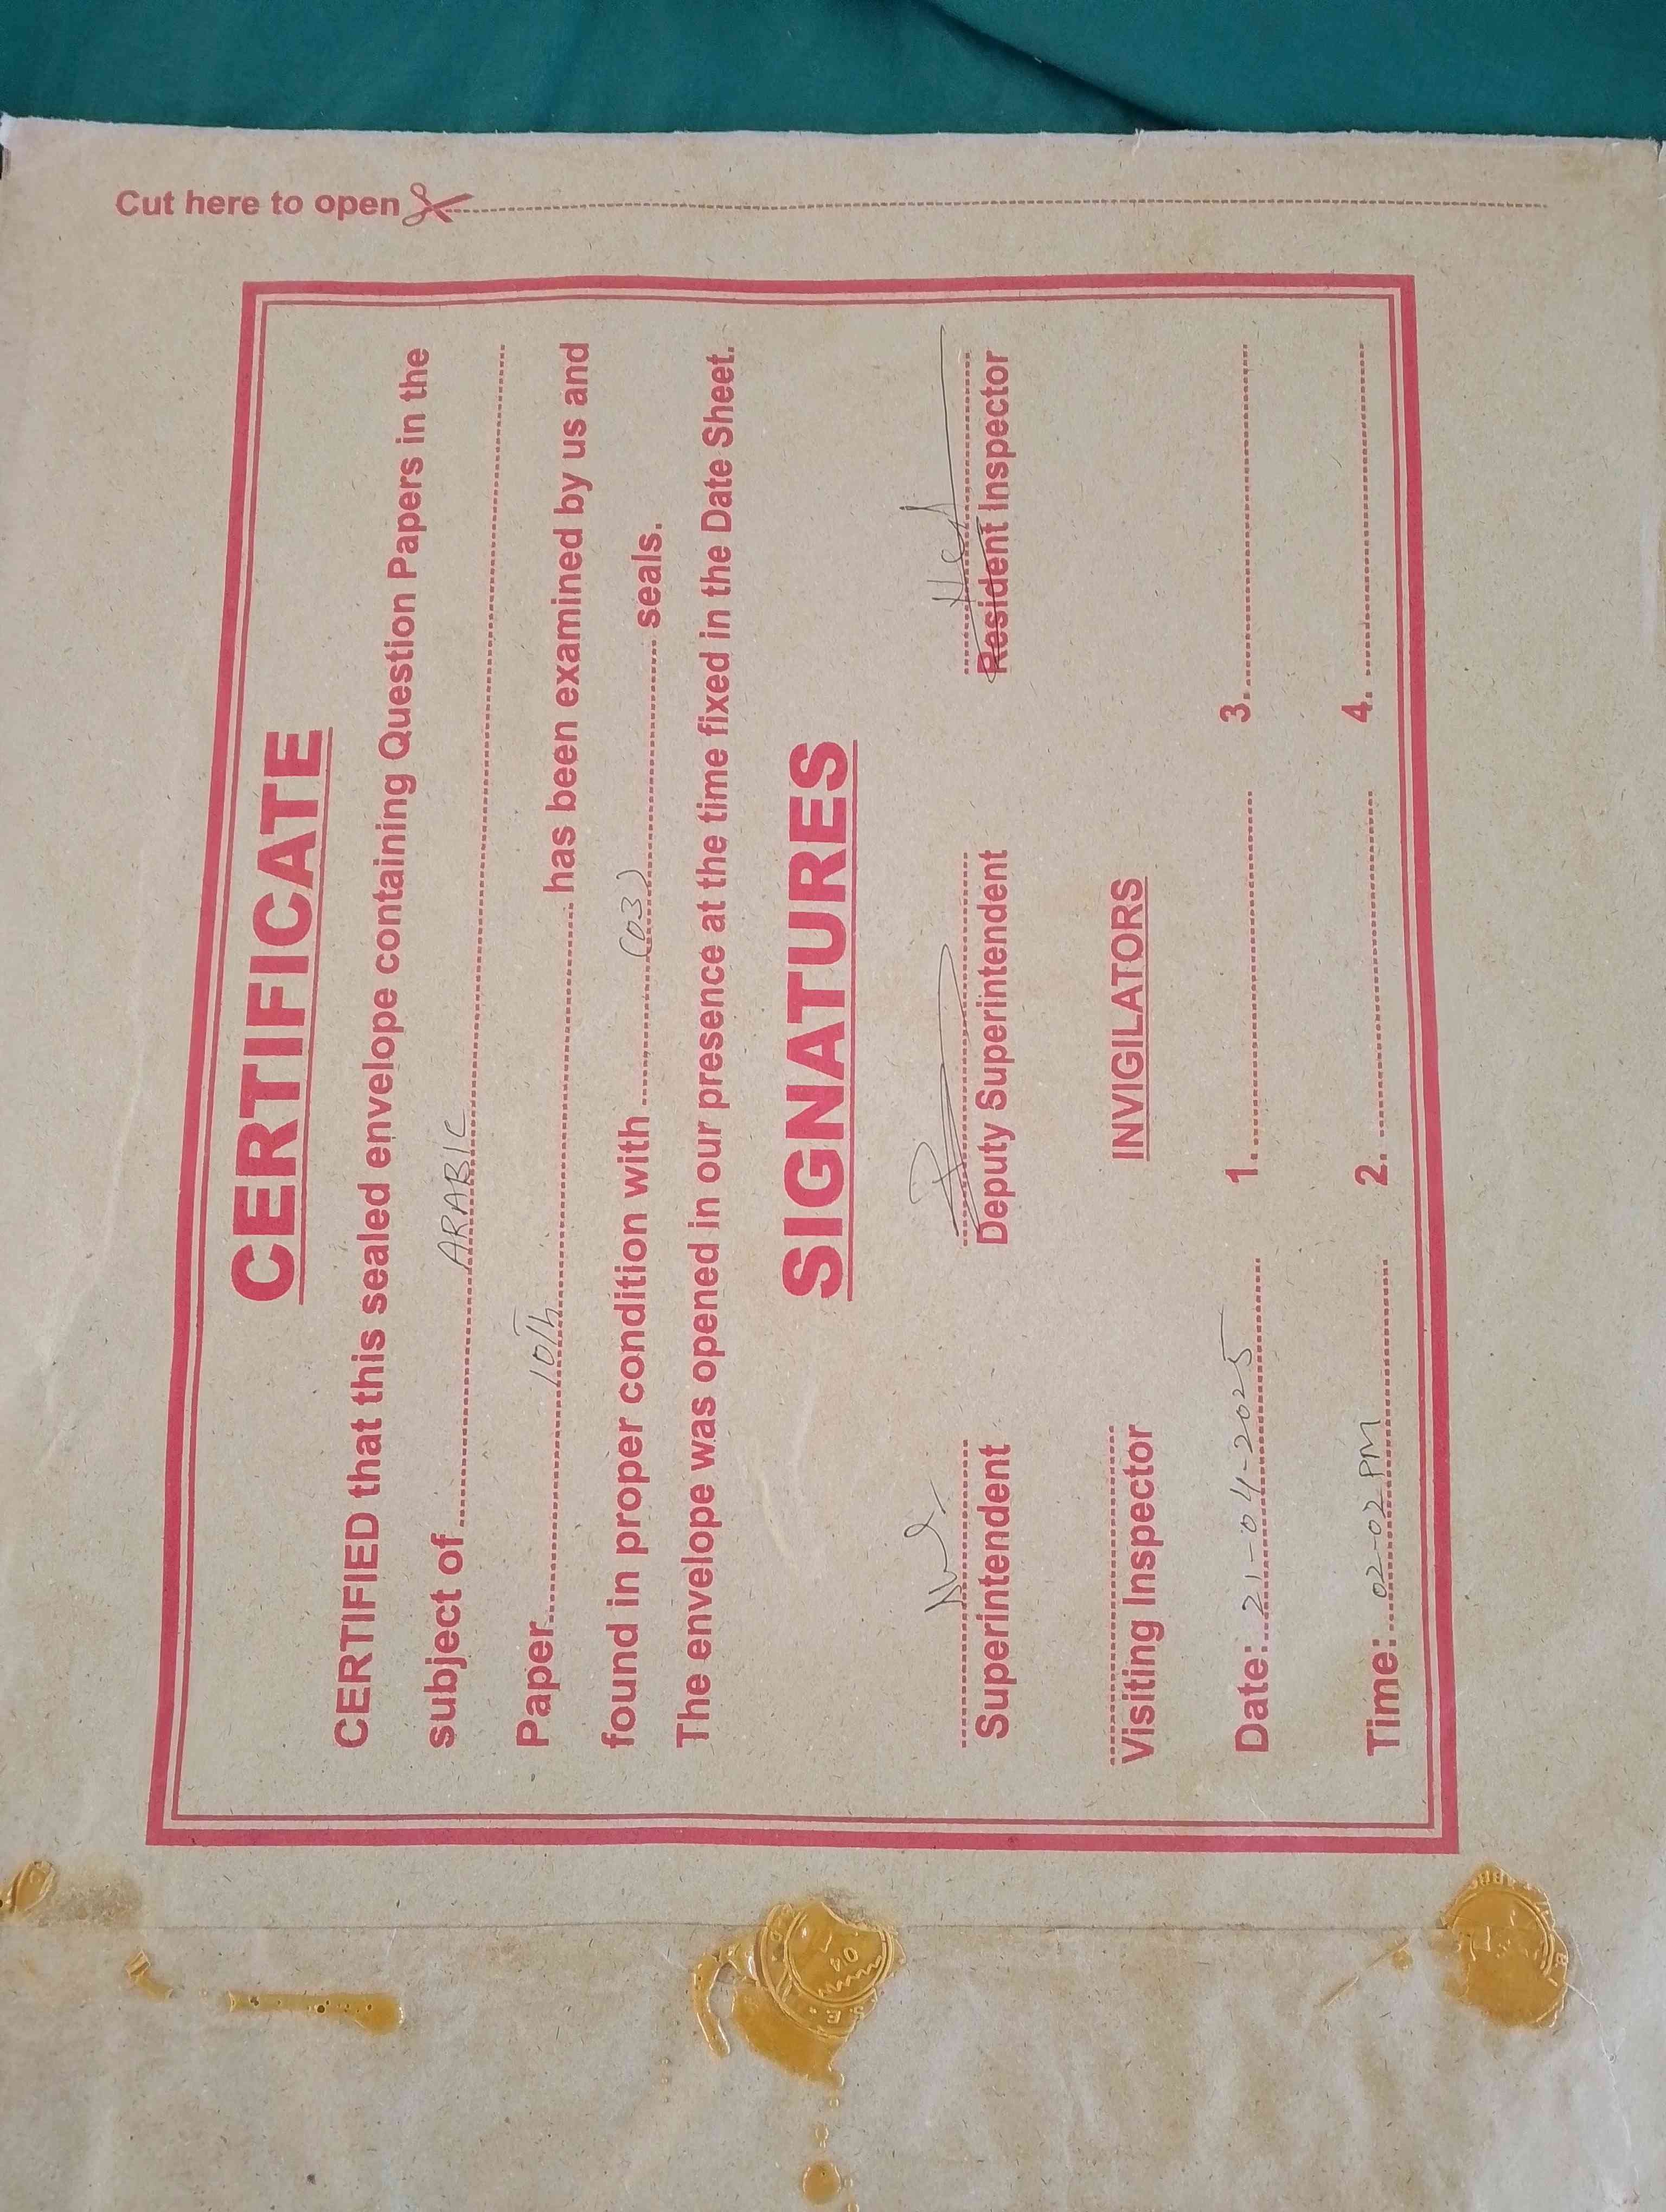 Cut here to open
CERTIFICATE
CERTIFIED that this sealed envelope containing Question Papers in the
subject of ARABIC
Paper 10th has been examined by us and
found in proper condition with (03) seals.
The envelope was opened in our presence at the time fixed in the Date Sheet.
SIGNATURES
Superintendent Deputy Superintendent Resident Inspector
Visiting Inspector INVIGILATORS
Date: 21-04-2025 1. 3.
Time: 02-02 PM 2. 4.